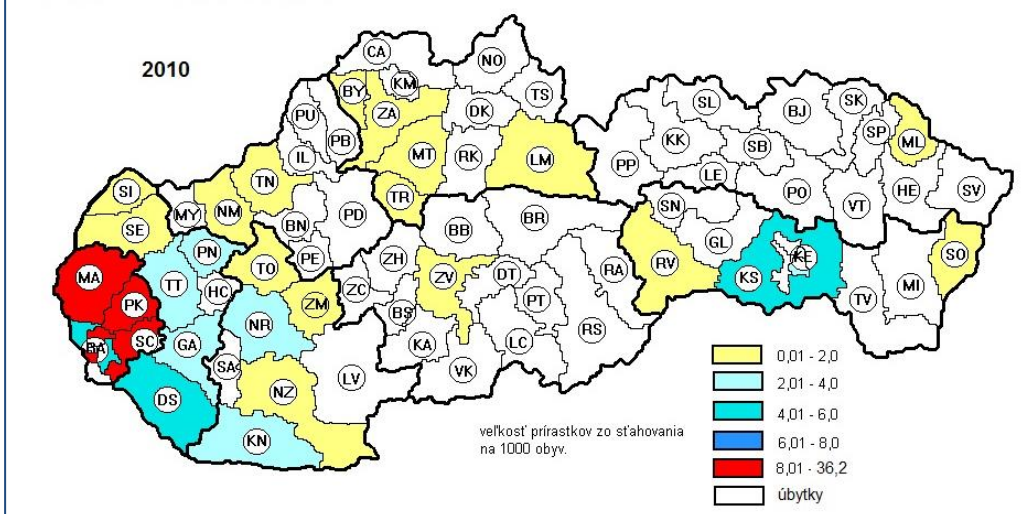 2010
CA
NO
KM
BY
TS
ZA
DK
PU
PB
SL
BJ
SK
SP
ML
KK
SB
IL
MT
RK
LM
PP
LE
PO
HE
SV
SI
TN
TR
SN
VT
MY
NM
BN
PD
BB
BR
SE
GL
PN
PE
ZH
KE
SO
TO
RV
KS
MA
TT
HC
ZC
ZV
DT
RA
MI
PK
ZM
BS
PT
TV
NR
SC
GA
KA
LC
RS
BA
SA
LV
VK
DS
NZ
KN
veľkosť prírastkov zo sťahovania
na 1000 obyv.
0,01 - 2,0
2,01 - 4,0
4,01 - 6,0
6,01 - 8,0
8,01 - 36,2
úbytky